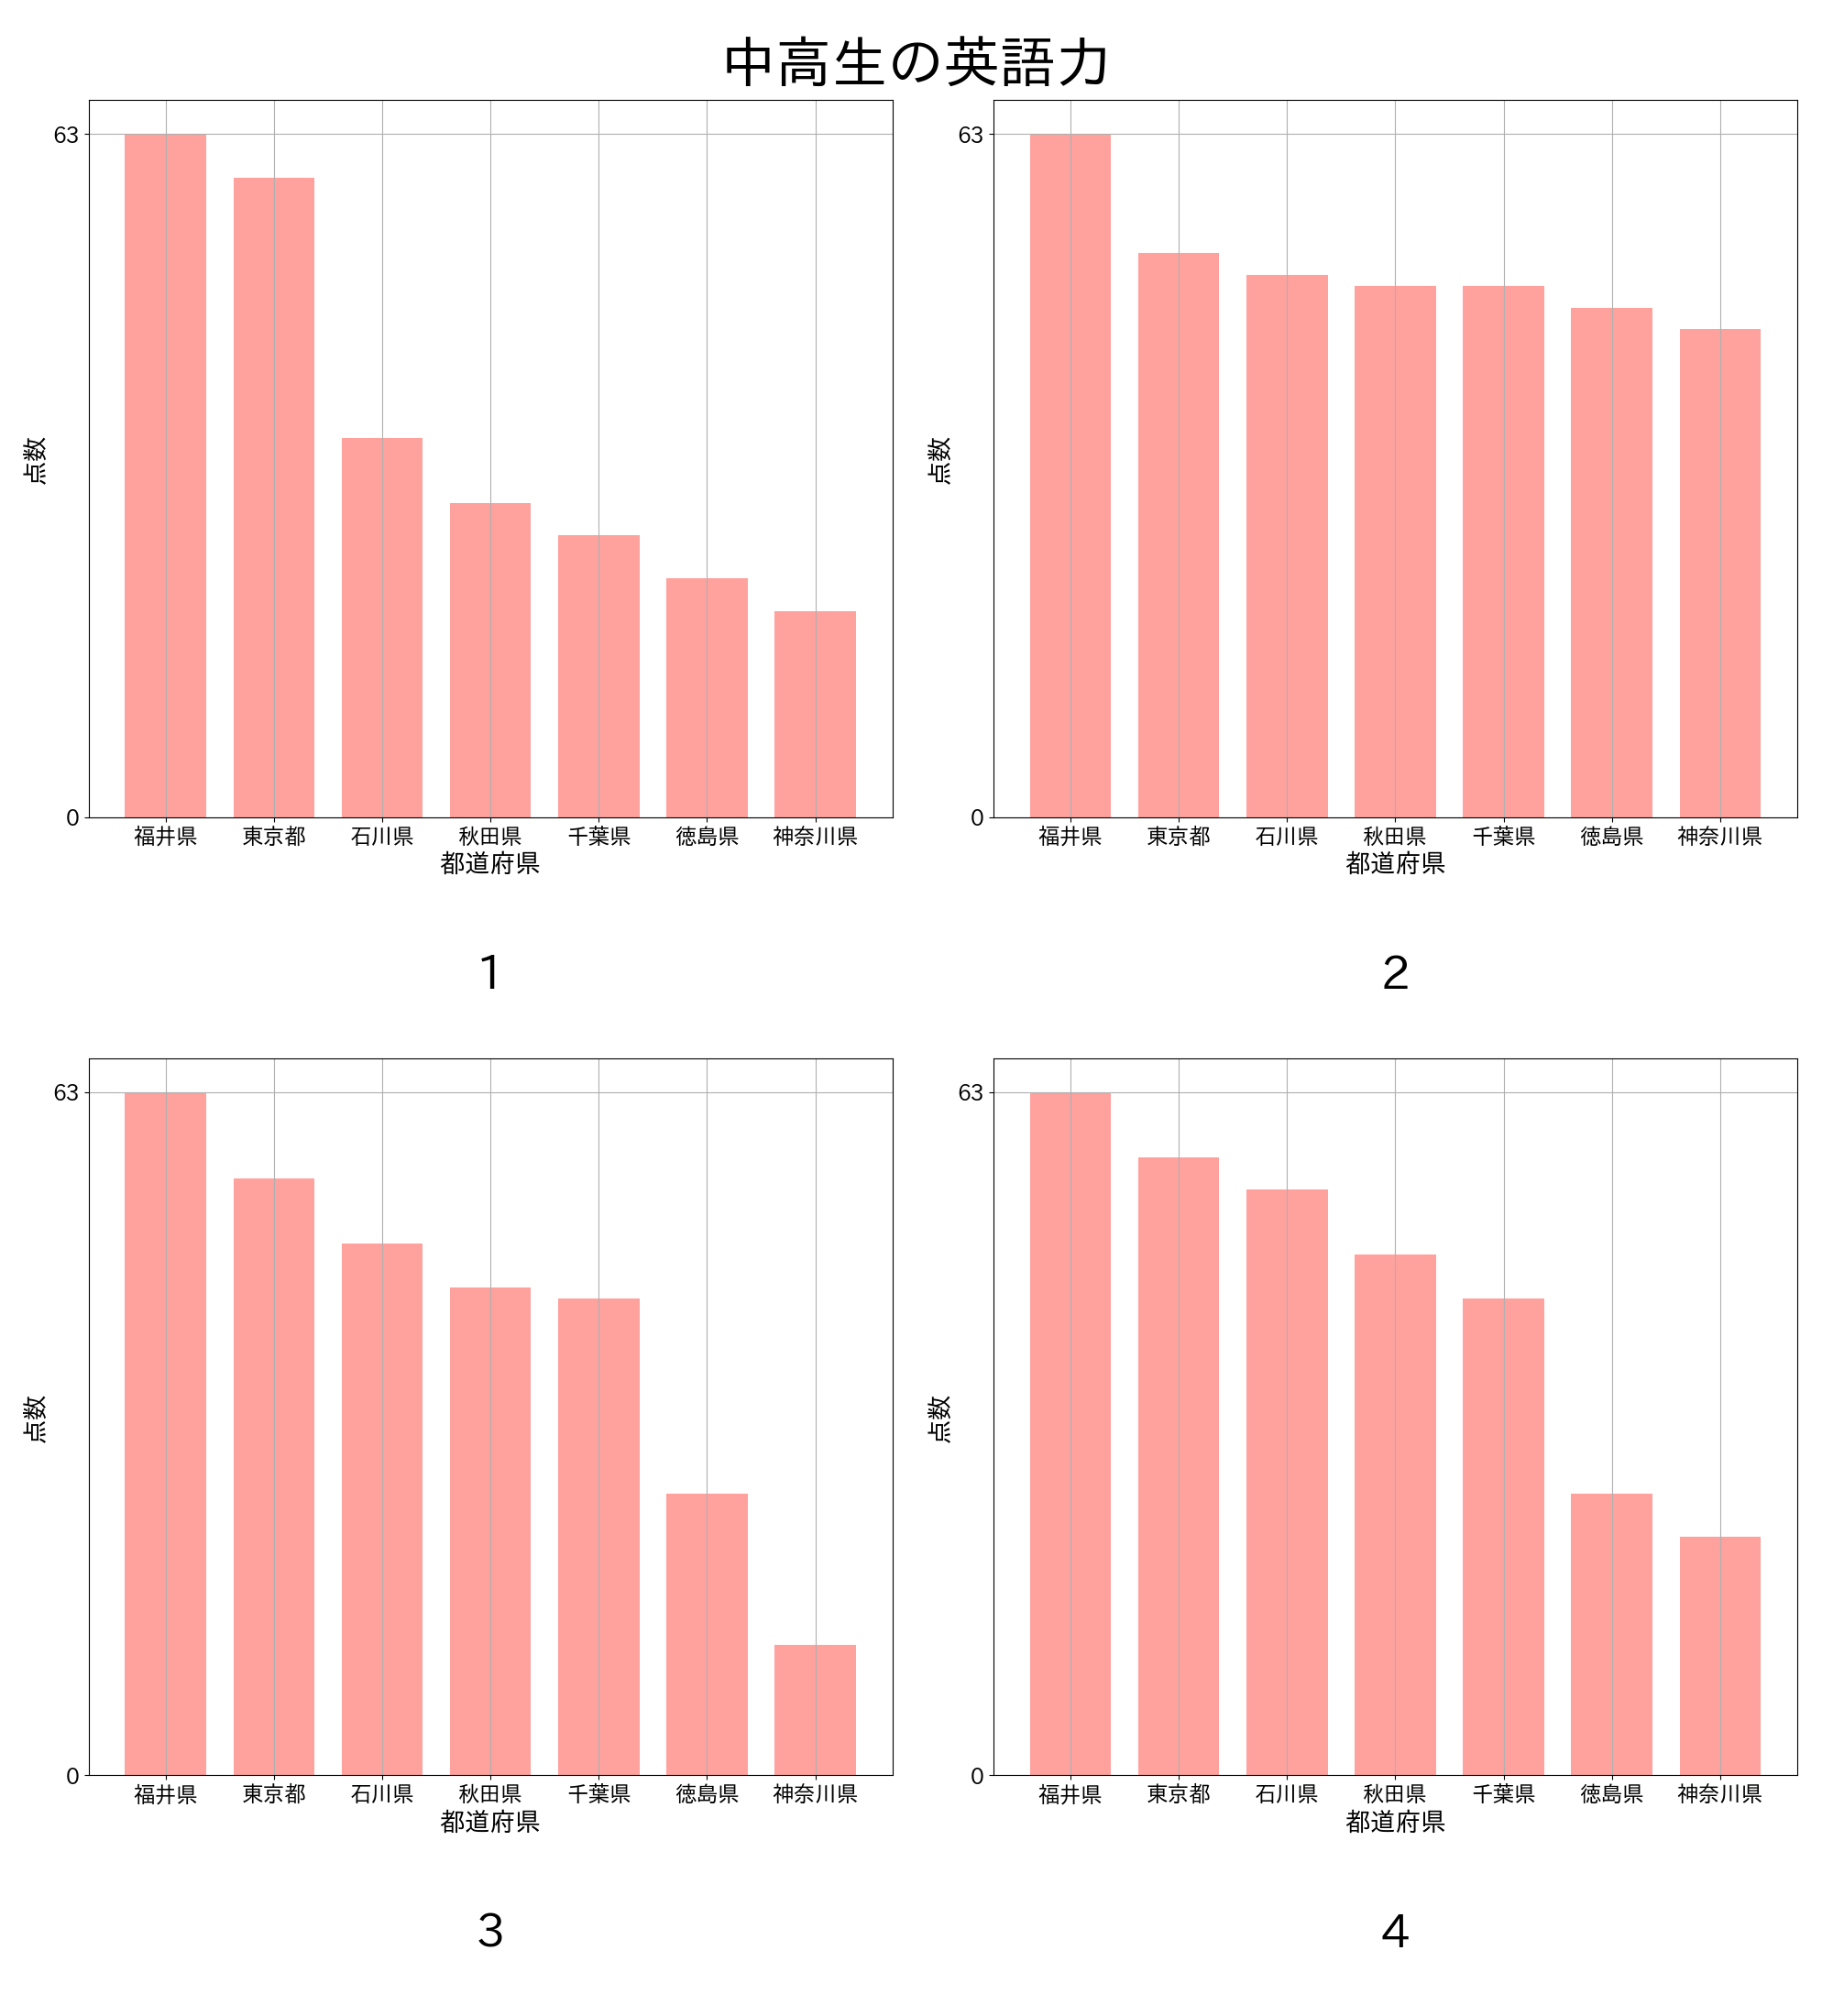 中高生の英語力
63
0
点数
福井県 東京都 石川県 秋田県 千葉県 徳島県 神奈川県
都道府県
1
63
0
点数
福井県 東京都 石川県 秋田県 千葉県 徳島県 神奈川県
都道府県
2
63
0
点数
福井県 東京都 石川県 秋田県 千葉県 徳島県 神奈川県
都道府県
3
63
0
点数
福井県 東京都 石川県 秋田県 千葉県 徳島県 神奈川県
都道府県
4